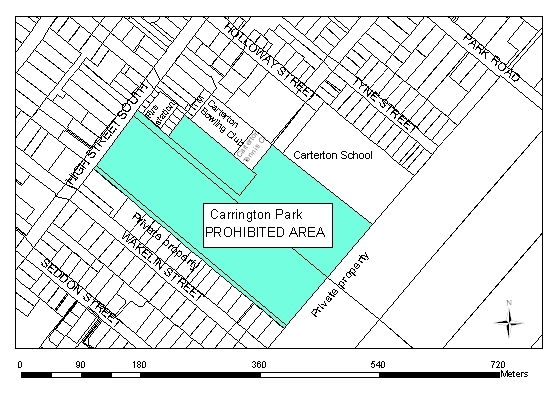 PARK ROAD
HOLLOWAY STREET
TYNE STREET
HIGH STREET SOUTH
Carterton
Bowling Club
Carterton School
Carrington Park
PROHIBITED AREA
Private property
WAKELIN STREET
SEDDON STREET
Private property
N
0 90 180 360 540 720
Meters